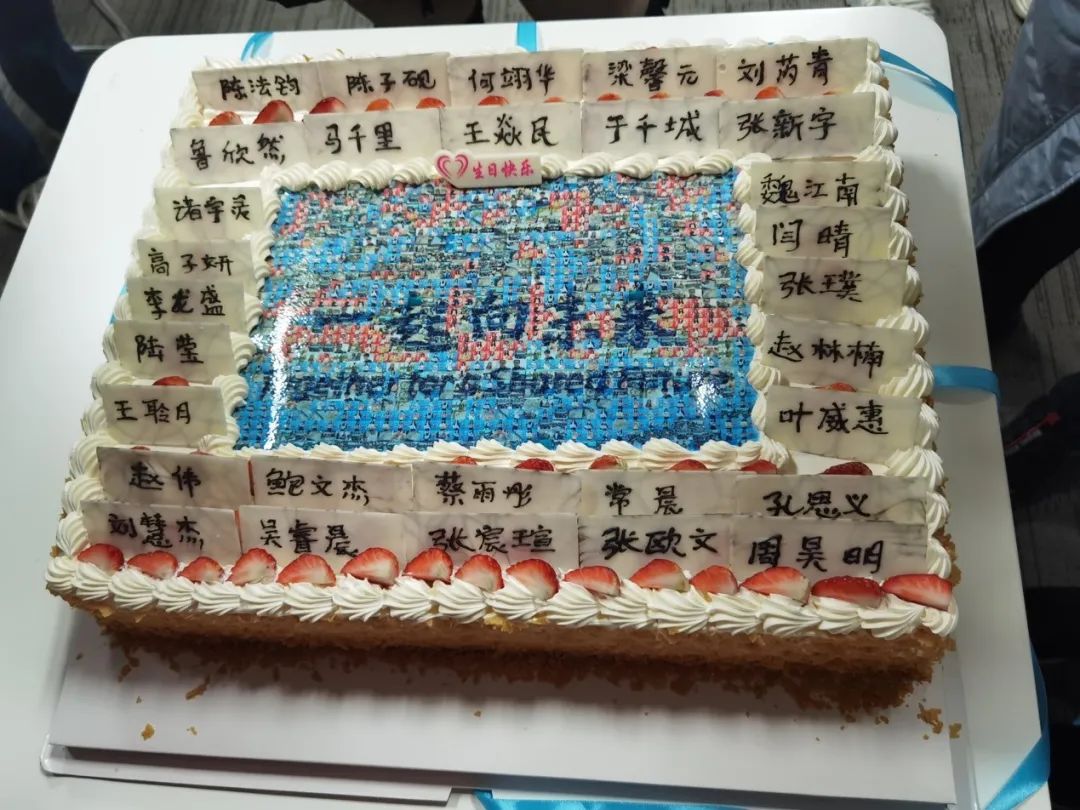 陈法钧 陈子砚 何翊华 梁馨元 刘芮青
鲁欣然 马千里 王焱民 于千城 张新宇
生日快乐
诸宇灵
魏江南
高子妍
闫晴
李龙盛
张璞
陆莹
赵林楠
王聆月
叶威惠
一起向未来
Together for a Shared Future
赵伟 鲍文杰 蔡雨彤 常晨 孔思义
刘慧杰 吴睿晨 张宸瑄 张欧文 周昊明